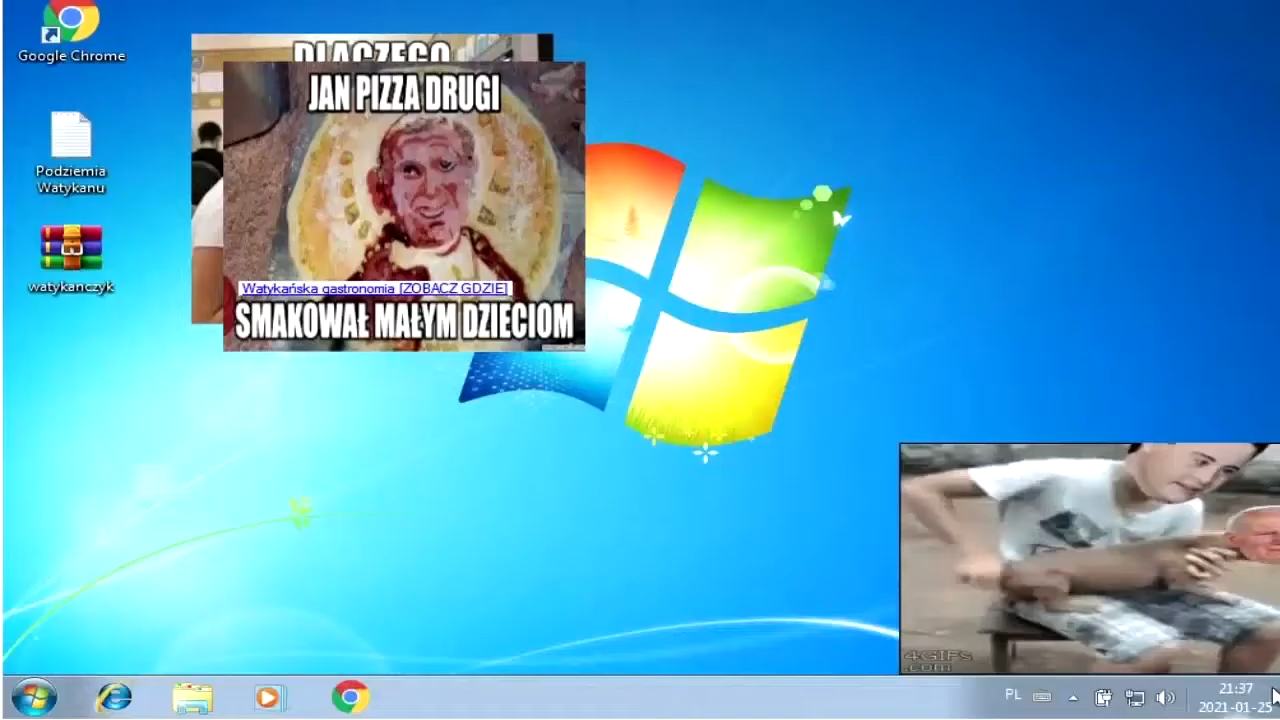 Google Chrome
Podziemia
Watykanu
watykanczyk
DLACZEGO
JAN PIZZA DRUGI
Watykańska gastronomia [ZOBACZ GDZIE]
SMAKOWAŁ MAŁYM DZIECIOM
4GIFs
.com
PL
21:37
2021-01-25